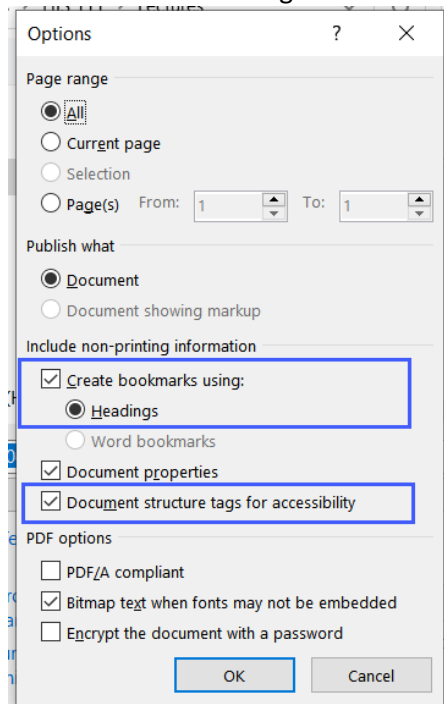 Options ? ×
Page range
All
Current page
Selection
Page(s) From: 1 To: 1
Publish what
Document
Document showing markup
Include non-printing information
Create bookmarks using:
Headings
Word bookmarks
Document properties
Document structure tags for accessibility
PDF options
PDF/A compliant
Bitmap text when fonts may not be embedded
Encrypt the document with a password
OK Cancel